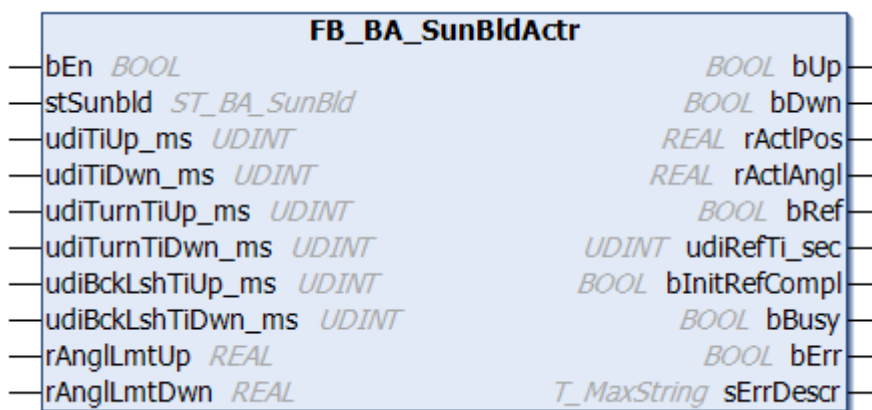 FB_BA_SunBldActr
bEn BOOL BOOL bUp
stSunbld ST_BA_SunBld BOOL bDwn
udiTiUp_ms UDINT REAL rActlPos
udiTiDwn_ms UDINT REAL rActlAngl
udiTurnTiUp_ms UDINT BOOL bRef
udiTurnTiDwn_ms UDINT UDINT udiRefTi_sec
udiBckLshTiUp_ms UDINT BOOL bInitRefCompl
udiBckLshTiDwn_ms UDINT BOOL bBusy
rAnglLmtUp REAL BOOL bErr
rAnglLmtDwn REAL T_MaxString sErrDescr